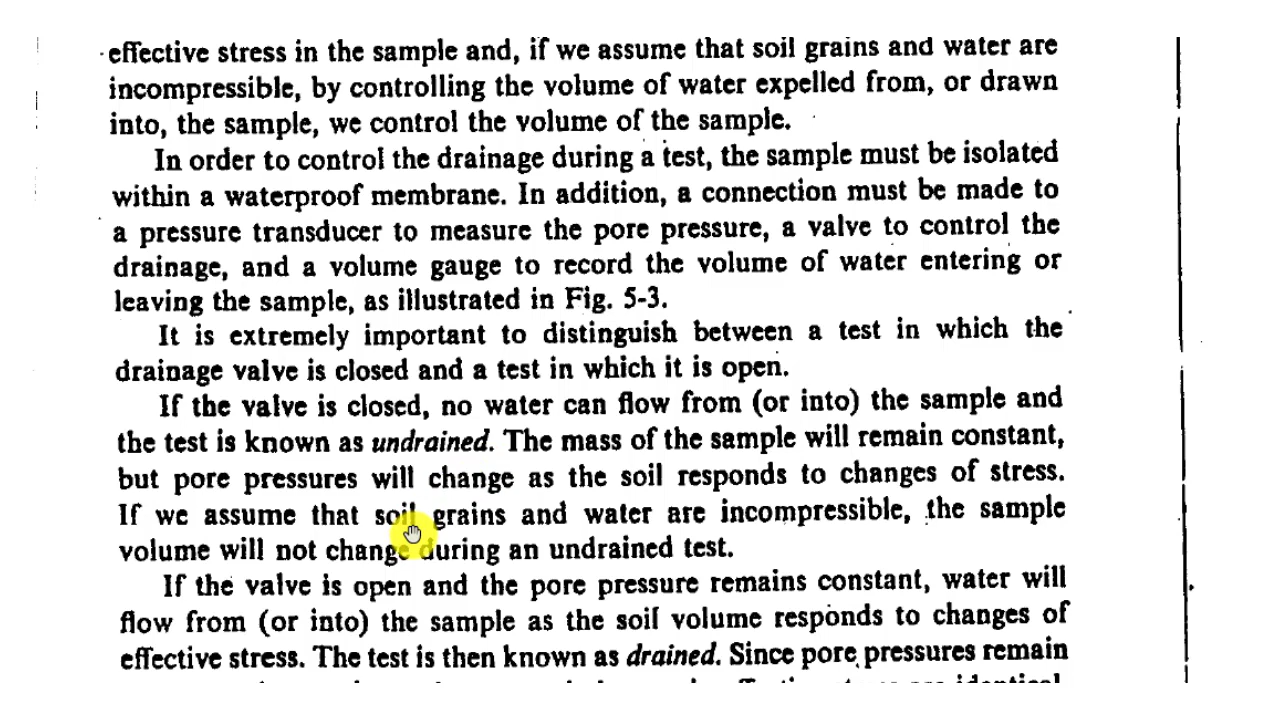 effective stress in the sample and, if we assume that soil grains and water are
incompressible, by controlling the volume of water expelled from, or drawn
into, the sample, we control the volume of the sample.
In order to control the drainage during a test, the sample must be isolated
within a waterproof membrane. In addition, a connection must be made to
a pressure transducer to measure the pore pressure, a valve to control the
drainage, and a volume gauge to record the volume of water entering or
leaving the sample, as illustrated in Fig. 5-3.
It is extremely important to distinguish between a test in which the
drainage valve is closed and a test in which it is open.
If the valve is closed, no water can flow from (or into) the sample and
the test is known as undrained. The mass of the sample will remain constant,
but pore pressures will change as the soil responds to changes of stress.
If we assume that soil grains and water are incompressible, the sample
volume will not change during an undrained test.
If the valve is open and the pore pressure remains constant, water will
flow from (or into) the sample as the soil volume responds to changes of
effective stress. The test is then known as drained. Since pore pressures remain
identical